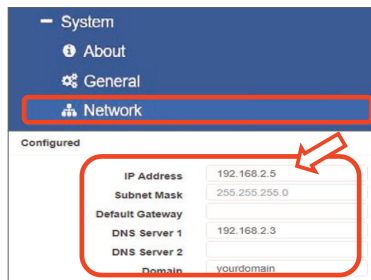 − System
About
General
Network
Configured
IP Address 192.168.2.5
Subnet Mask 255.255.255.0
Default Gateway
DNS Server 1 192.168.2.3
DNS Server 2
Domain yourdomain